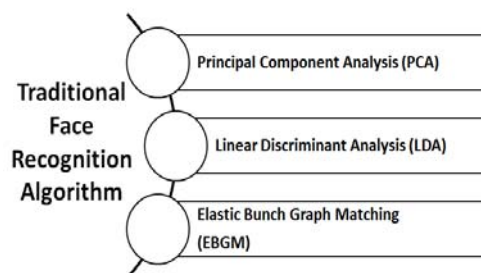 Traditional
Face
Recognition
Algorithm
Principal Component Analysis (PCA)
Linear Discriminant Analysis (LDA)
Elastic Bunch Graph Matching
(EBGM)